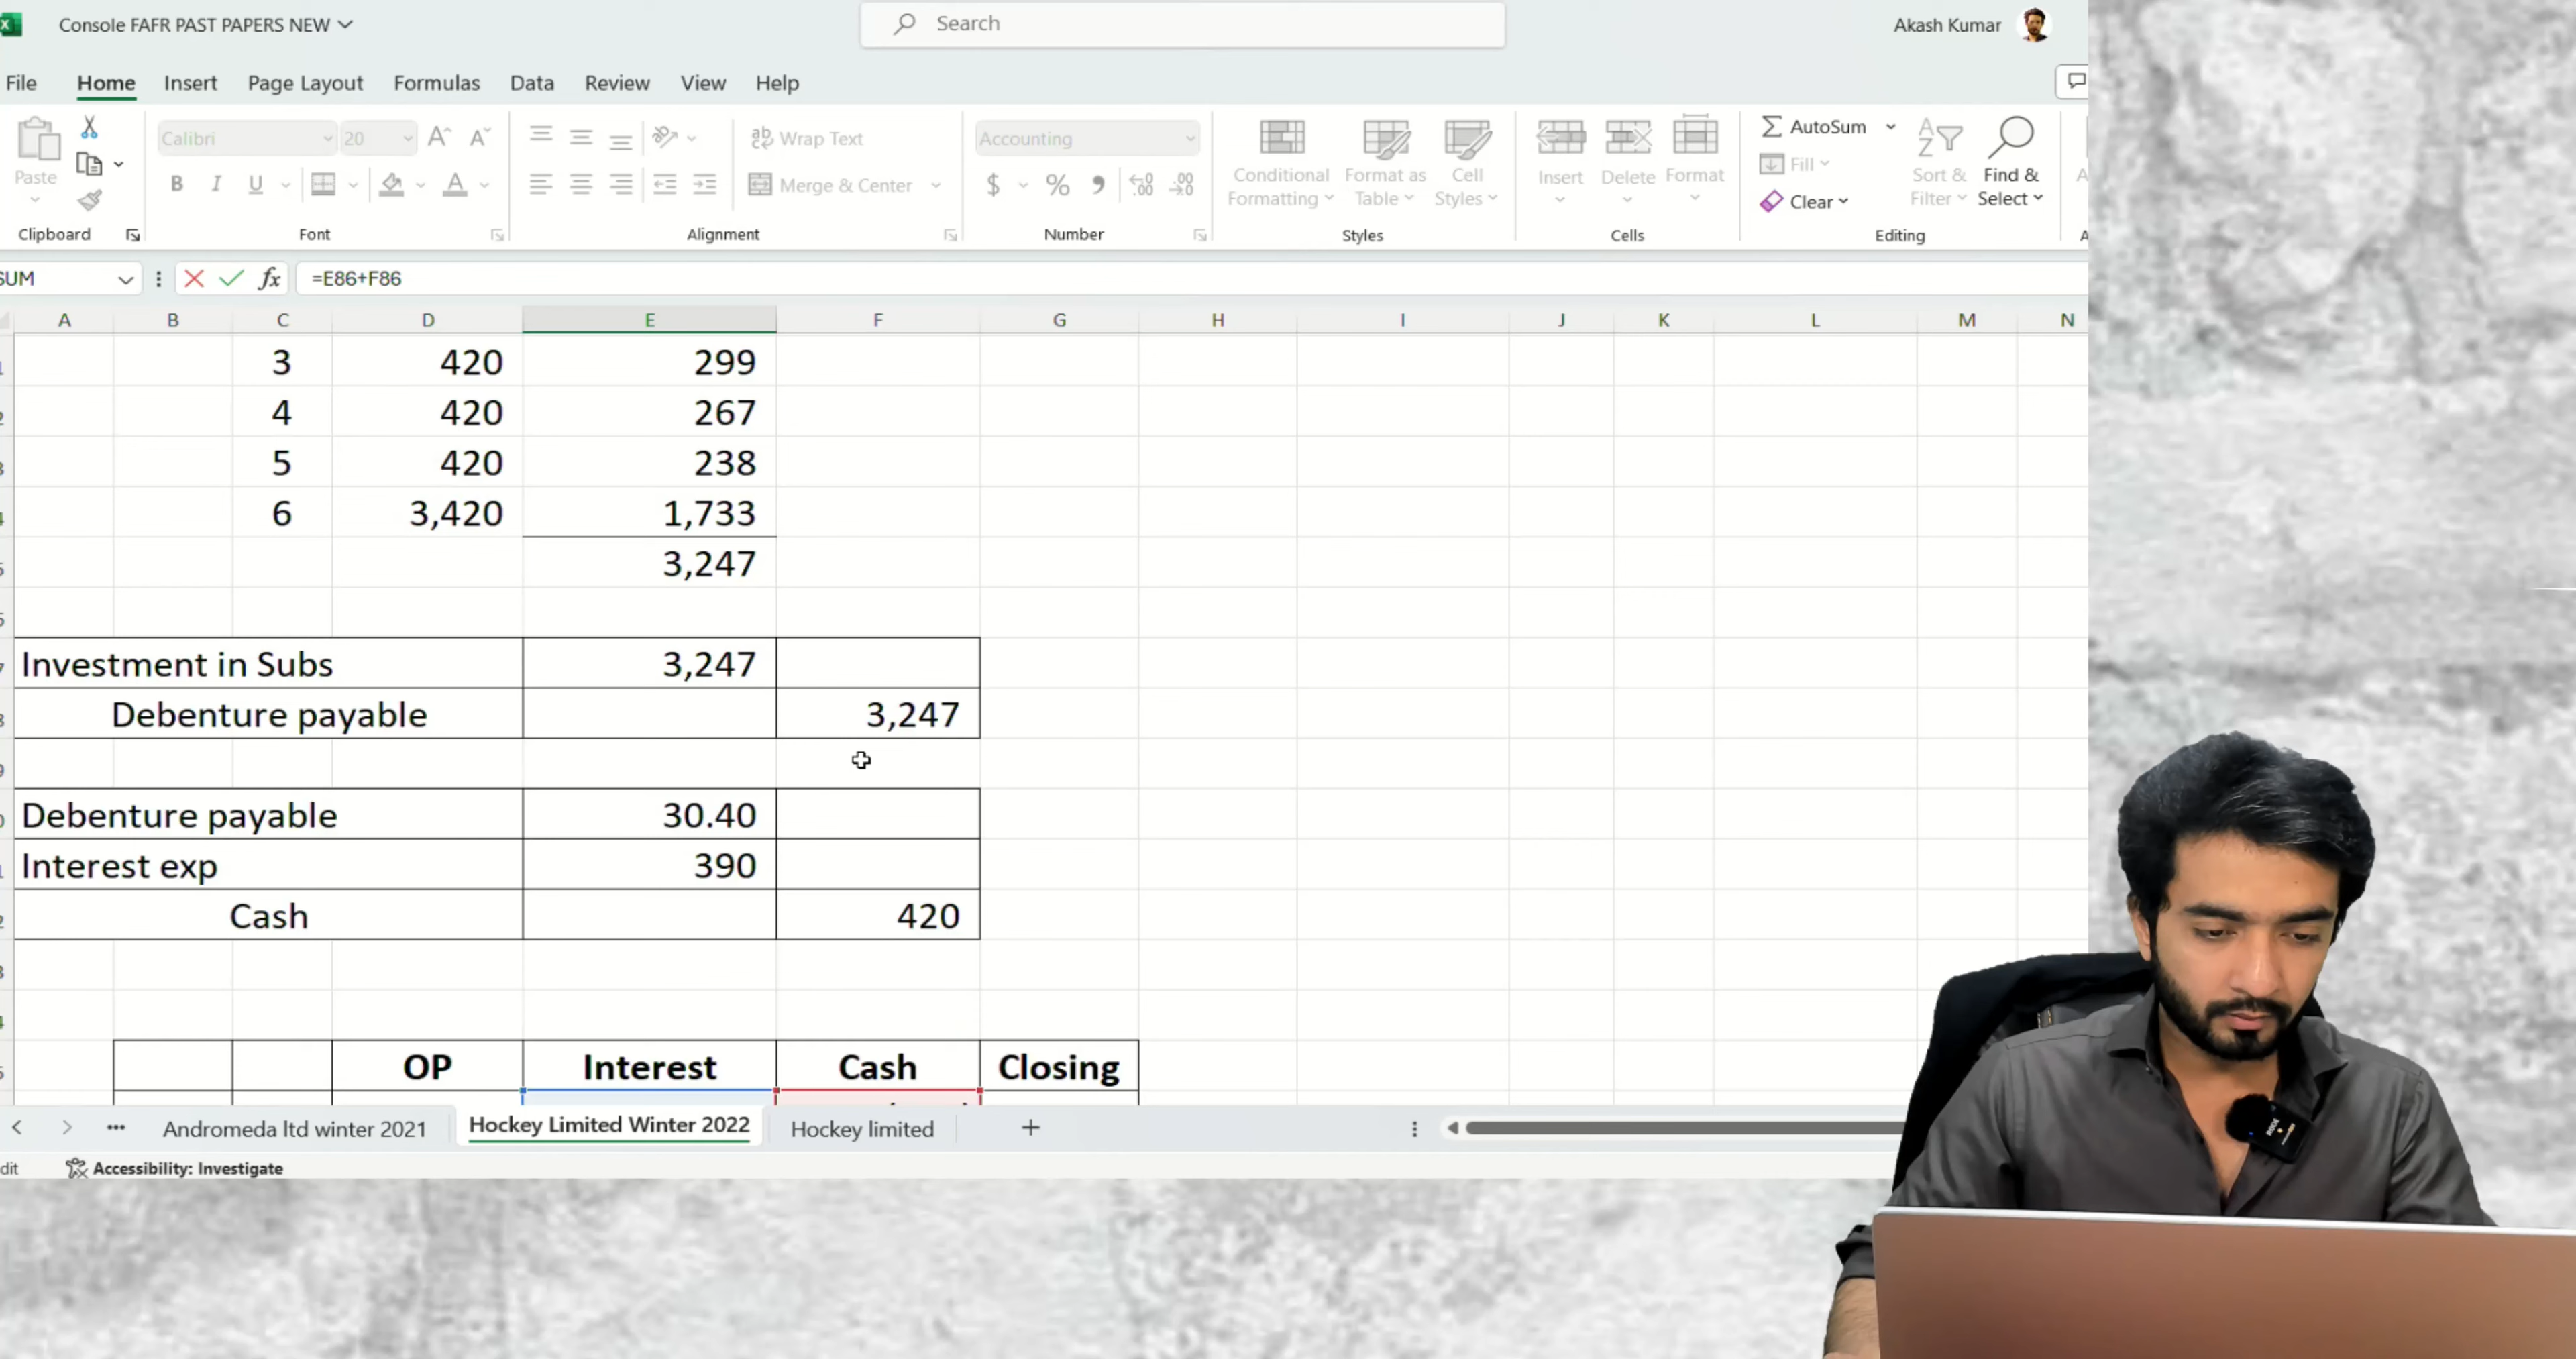 Console FAFR PAST PAPERS NEW
Search
Akash Kumar
File Home Insert Page Layout Formulas Data Review View Help
Paste
Clipboard
Calibri 20
B I U
Font
Wrap Text
Merge & Center
Alignment
Accounting
$ % ,
Number
Conditional Formatting
Format as Table
Cell Styles
Styles
Insert Delete Format
Cells
AutoSum
Fill
Clear
Sort & Filter
Find & Select
Editing
SUM fx =E86+F86
A B C D E F G H I J K L M N
3 420 299
4 420 267
5 420 238
6 3,420 1,733
3,247
Investment in Subs 3,247
Debenture payable 3,247
Debenture payable 30.40
Interest exp 390
Cash 420
OP Interest Cash Closing
Andromeda ltd winter 2021 Hockey Limited Winter 2022 Hockey limited
Accessibility: Investigate